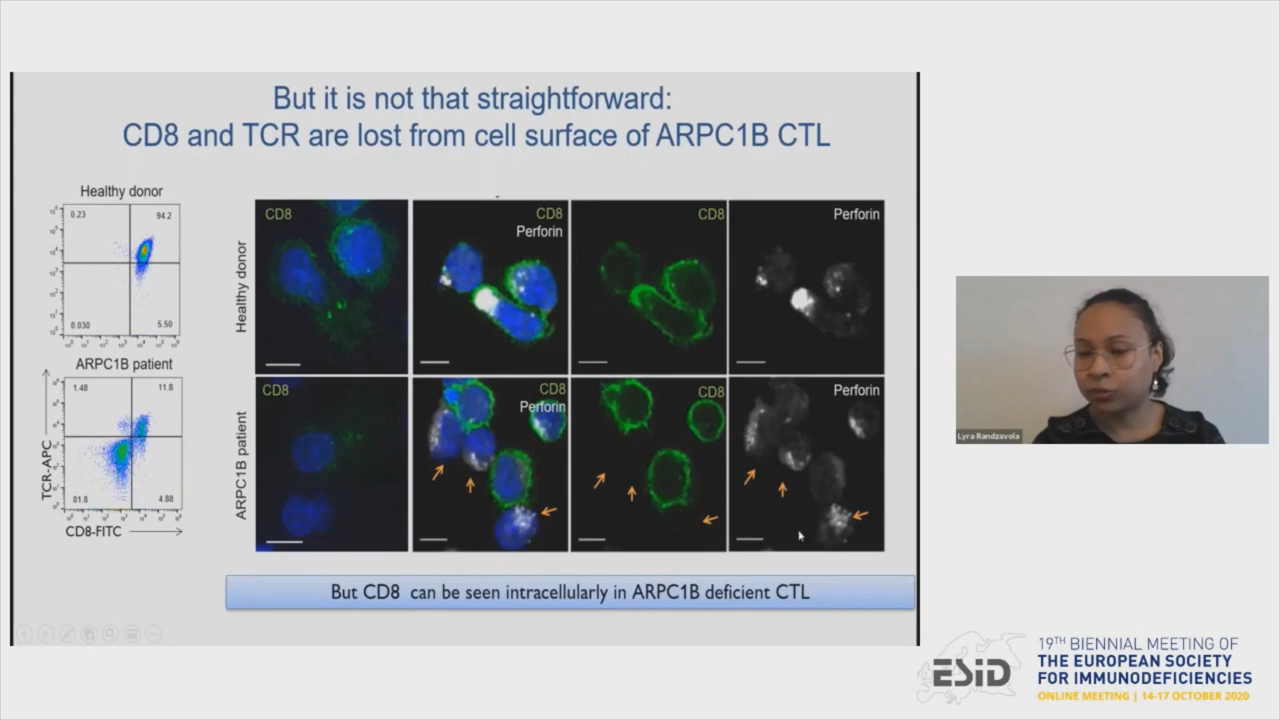 But it is not that straightforward:
CD8 and TCR are lost from cell surface of ARPC1B CTL
Healthy donor
0.23
94.2
0.030
5.50
ARPC1B patient
1.48
11.8
81.8
4.88
TCR-APC
CD8-FITC
Healthy donor
CD8
CD8
Perforin
CD8
Perforin
ARPC1B patient
CD8
CD8
Perforin
CD8
Perforin
But CD8 can be seen intracellularly in ARPC1B deficient CTL
Lyra Randzavola
ESiD
19TH BIENNIAL MEETING OF
THE EUROPEAN SOCIETY
FOR IMMUNODEFICIENCIES
ONLINE MEETING | 14-17 OCTOBER 2020